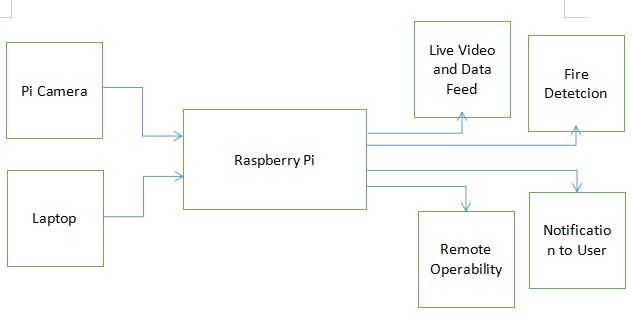 Pi Camera
Laptop
Raspberry Pi
Live Video
and Data
Feed
Fire
Detetcion
Remote
Operability
Notificatio
n to User